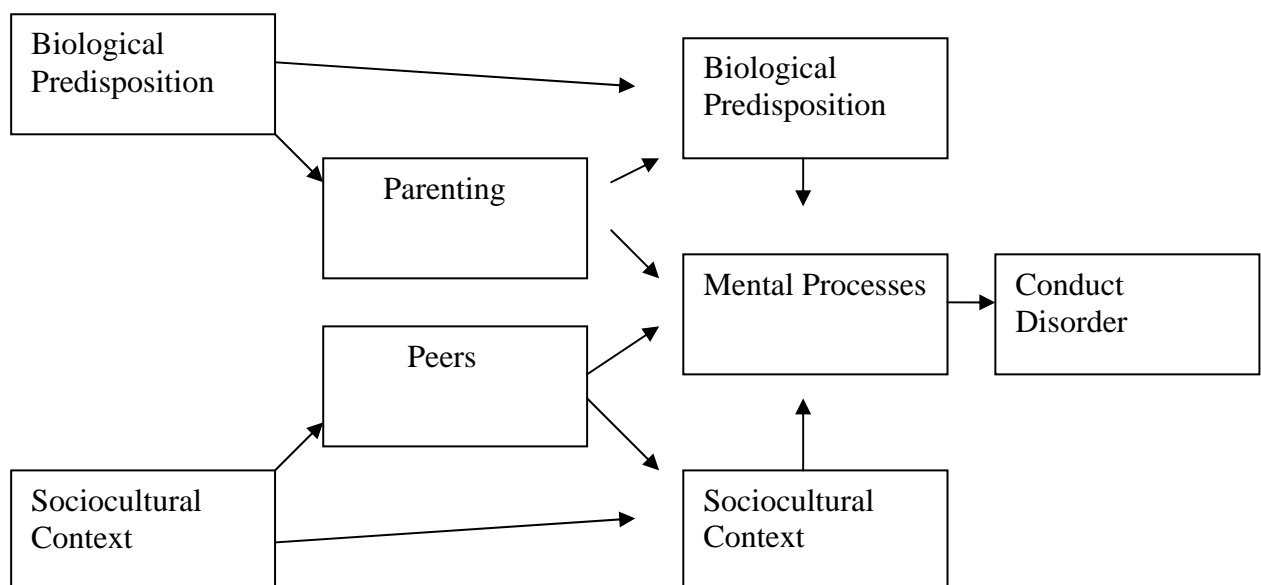 Biological
Predisposition
Biological
Predisposition
Parenting
Mental Processes
Conduct
Disorder
Peers
Sociocultural
Context
Sociocultural
Context